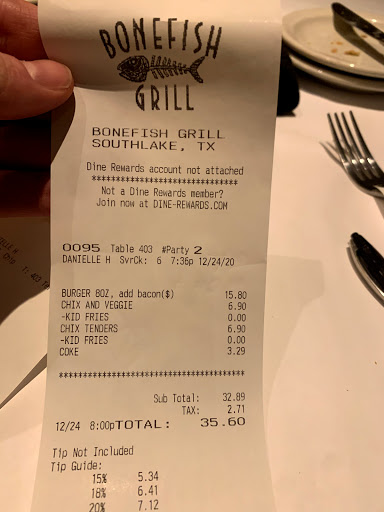 BONEFISH
GRILL
BONEFISH GRILL
SOUTHLAKE, TX
Dine Rewards account not attached
******************************
Not a Dine Rewards member?
Join now at DINE-REWARDS.COM
0095 Table 403 #Party 2
DANIELLE H SvrCk: 6 7:36p 12/24/20
BURGER 8OZ, add bacon($) 15.80
CHIX AND VEGGIE 6.90
-KID FRIES 0.00
CHIX TENDERS 6.90
-KID FRIES 0.00
COKE 3.29
****************************************
Sub Total: 32.89
TAX: 2.71
12/24 8:00pTOTAL: 35.60
Tip Not Included
Tip Guide:
15% 5.34
18% 6.41
20% 7.12